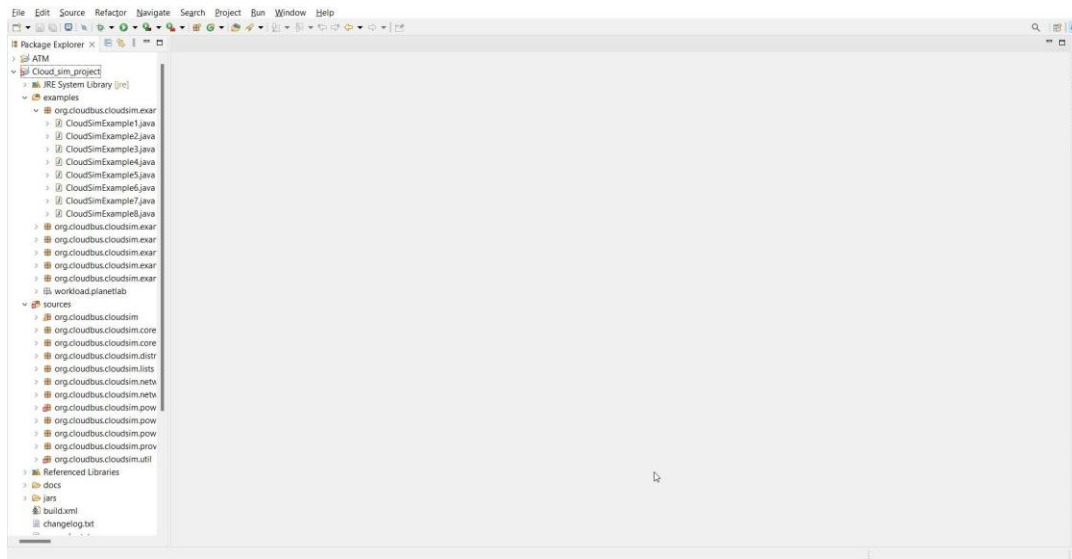 File Edit Source Refactor Navigate Search Project Run Window Help
Package Explorer
ATM
Cloud_sim_project
JRE System Library [jre]
examples
org.cloudbus.cloudsim.exar
CloudSimExample1.java
CloudSimExample2.java
CloudSimExample3.java
CloudSimExample4.java
CloudSimExample5.java
CloudSimExample6.java
CloudSimExample7.java
CloudSimExample8.java
org.cloudbus.cloudsim.exar
org.cloudbus.cloudsim.exar
org.cloudbus.cloudsim.exar
org.cloudbus.cloudsim.exar
org.cloudbus.cloudsim.exar
workload.planetlab
sources
org.cloudbus.cloudsim
org.cloudbus.cloudsim.core
org.cloudbus.cloudsim.core
org.cloudbus.cloudsim.distr
org.cloudbus.cloudsim.lists
org.cloudbus.cloudsim.netw
org.cloudbus.cloudsim.netw
org.cloudbus.cloudsim.pow
org.cloudbus.cloudsim.pow
org.cloudbus.cloudsim.pow
org.cloudbus.cloudsim.prov
org.cloudbus.cloudsim.util
Referenced Libraries
docs
jars
build.xml
changelog.txt